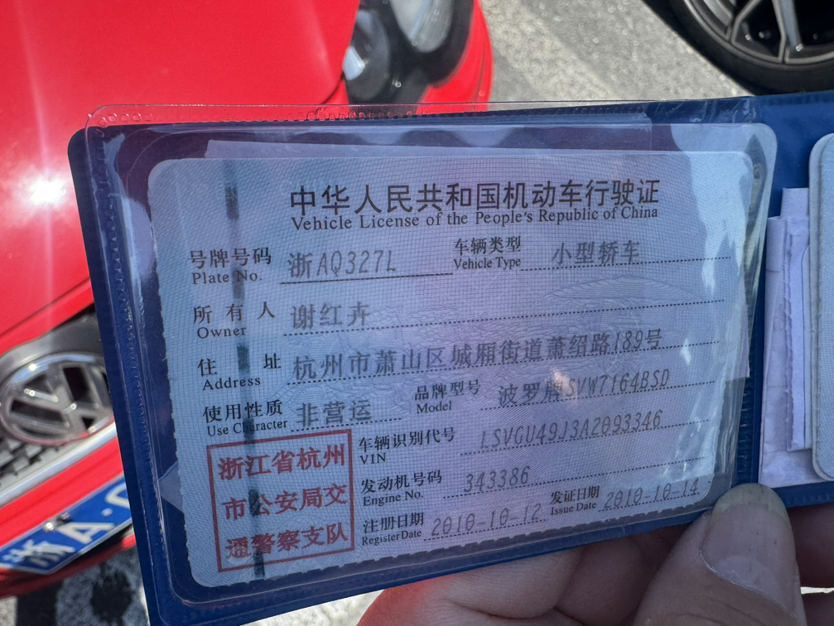 中华人民共和国机动车行驶证
Vehicle License of the People's Republic of China
号牌号码 浙AQ327L 车辆类型 小型轿车
Plate No. Vehicle Type
所有人 谢红卉
Owner
住址 杭州市萧山区城厢街道萧绍路189号
Address
使用性质 非营运 品牌型号 波罗牌SVW7164BSD
Use Character Model
浙江省杭州
市公安局交
通警察支队
车辆识别代号 LSVGU49J3A2093346
VIN
发动机号码 343386
Engine No.
注册日期 2010-10-12 发证日期 2010-10-14
Register Date Issue Date
浙A·